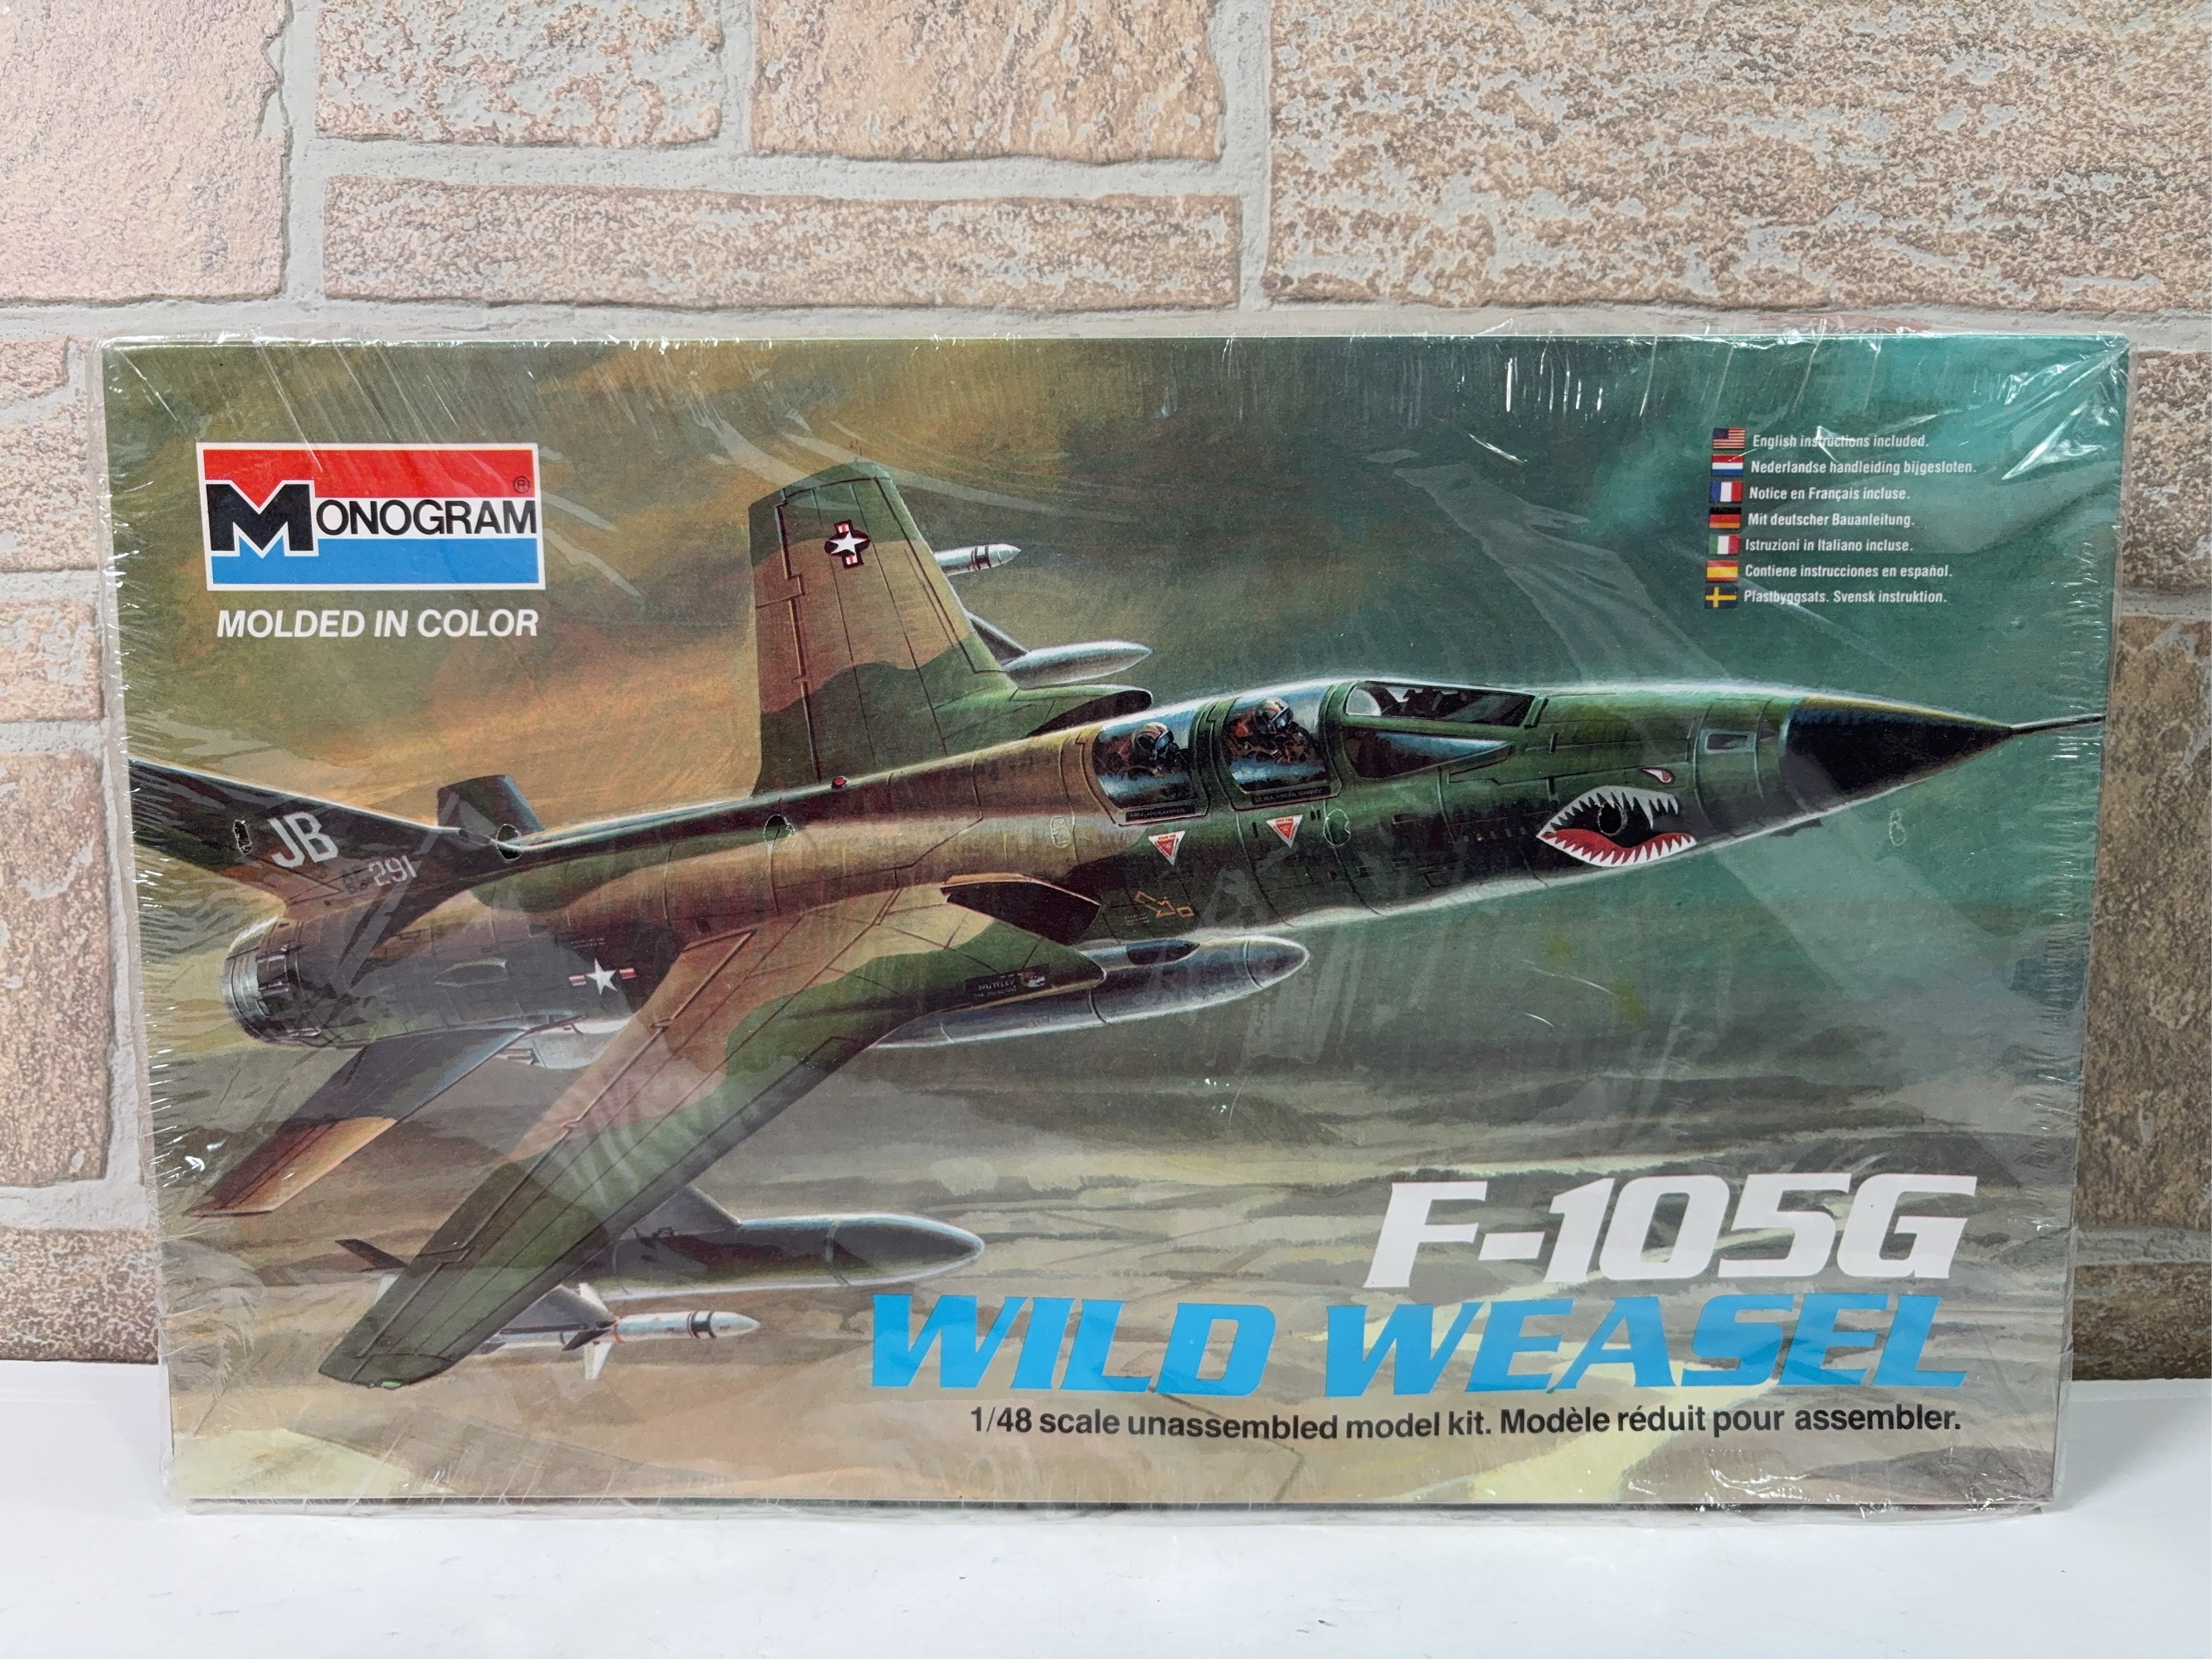 MONOGRAM ®
MOLDED IN COLOR
English instructions included.
Nederlandse handleiding bijgesloten.
Notice en Français incluse.
Mit deutscher Bauanleitung.
Istruzioni in Italiano incluse.
Contiene instrucciones en español.
Plastbyggsats. Svensk instruktion.
JB
291
F-105G
WILD WEASEL
1/48 scale unassembled model kit. Modèle réduit pour assembler.